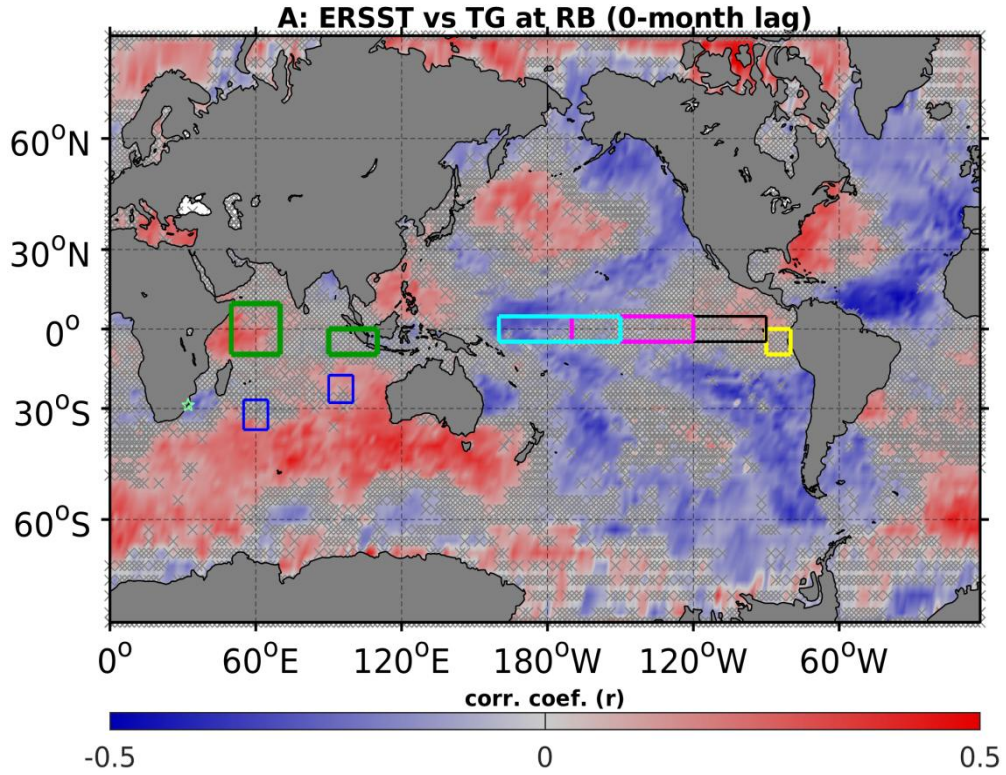 A: ERSST vs TG at RB (0-month lag)
60°N
30°N
0°
30°S
60°S
0° 60°E 120°E 180°W 120°W 60°W
corr. coef. (r)
-0.5 0 0.5